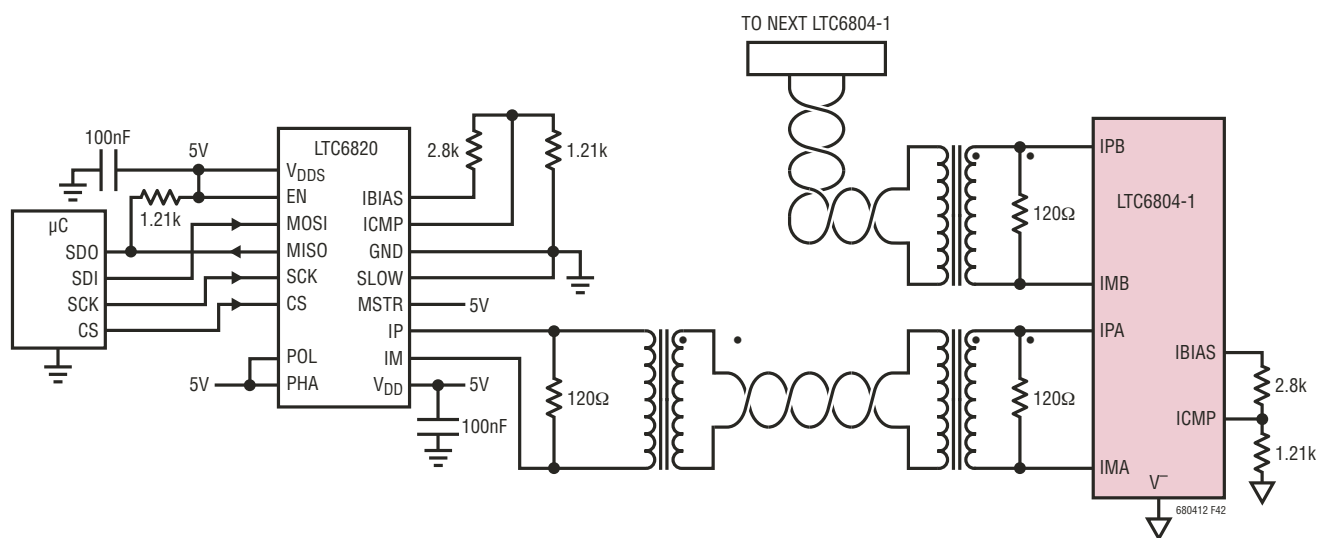 TO NEXT LTC6804-1
100nF
5V
1.21k
µC
SDO
SDI
SCK
CS
LTC6820
VDDS
EN
MOSI
MISO
SCK
CS
POL
PHA
5V
IBIAS
ICMP
GND
SLOW
MSTR
IP
IM
VDD
2.8k
1.21k
5V
5V
100nF
120Ω
120Ω
120Ω
IPB
LTC6804-1
IMB
IPA
IBIAS
ICMP
IMA
V–
2.8k
1.21k
680412 F42